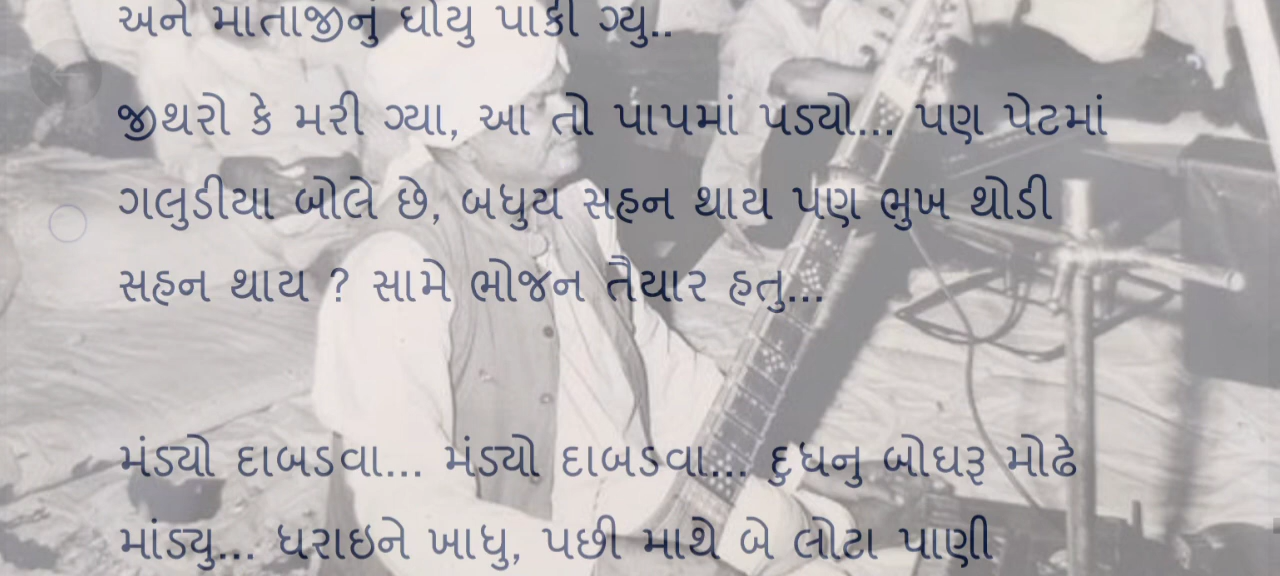 અને માતાજીનું ધોયુ પાકી ગ્યુ..
જીથરો કે મરી ગ્યા, આ તો પાપમાં પડ્યો... પણ પેટમાં
ગલુડીયા બોલે છે, બધુય સહન થાય પણ ભુખ થોડી
સહન થાય ? સામે ભોજન તૈયાર હતુ...
મંડ્યો દાબડવા... મંડ્યો દાબડવા... દુધનુ બોઘરૂ મોઢે
માંડ્યુ... ધરાઇને ખાધુ, પછી માથે બે લોટા પાણી